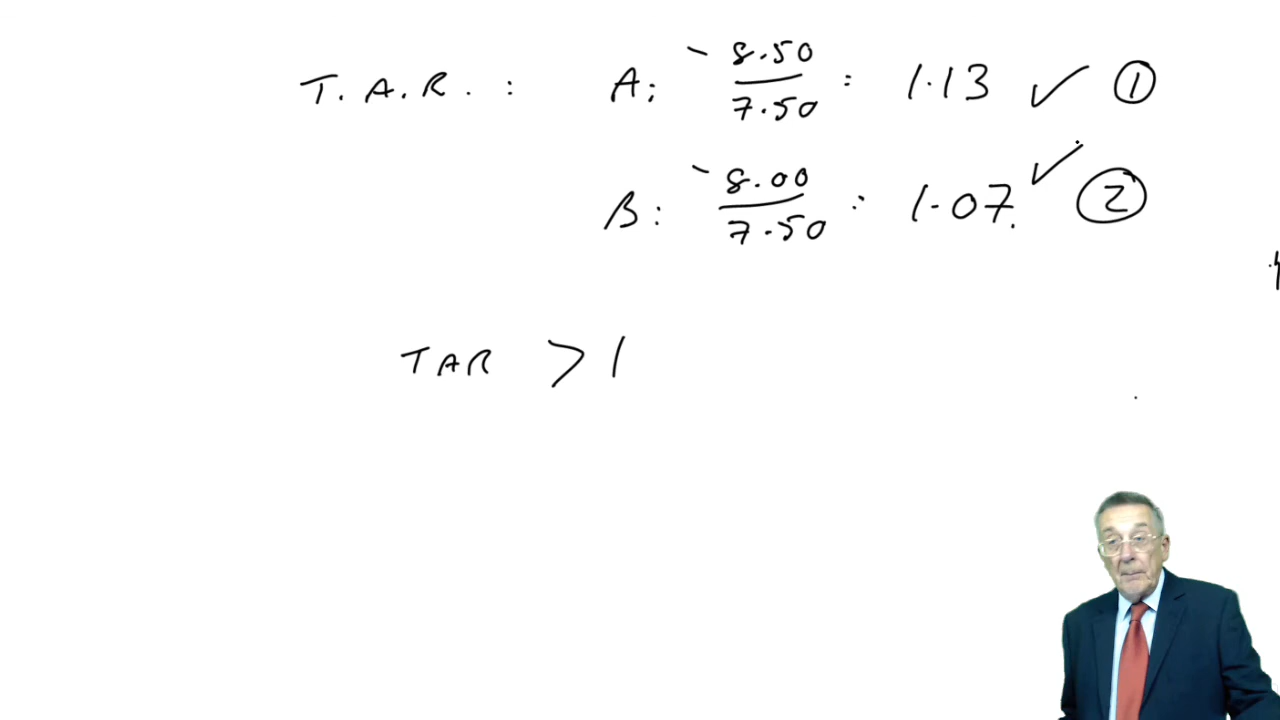 T.A.R. : A: 8.50 / 7.50 = 1.13 ✓ ①
B: 8.00 / 7.50 = 1.07. ✓ ②
TAR > 1